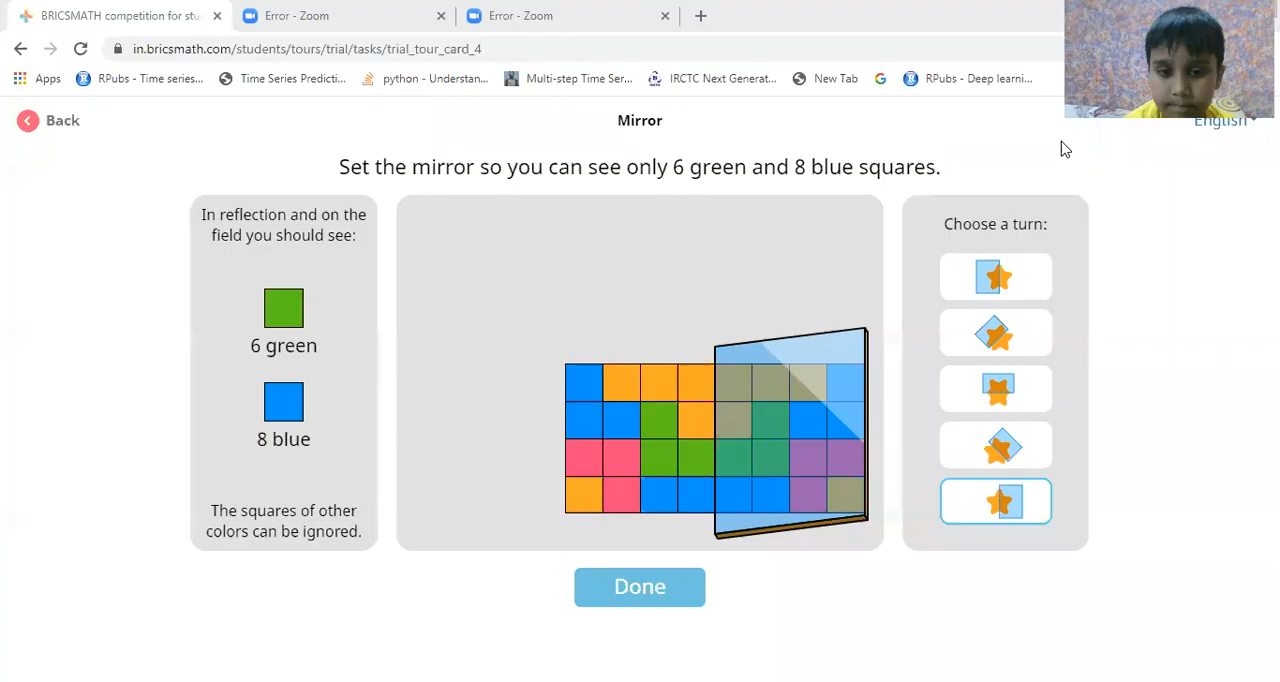 BRICSMATH competition for stu
Error - Zoom
Error - Zoom
in.bricsmath.com/students/tours/trial/tasks/trial_tour_card_4
Apps
RPubs - Time series...
Time Series Predicti...
python - Understan...
Multi-step Time Ser...
IRCTC Next Generat...
New Tab
RPubs - Deep learni...
Back
Mirror
English
Set the mirror so you can see only 6 green and 8 blue squares.
In reflection and on the
field you should see:
6 green
8 blue
The squares of other
colors can be ignored.
Choose a turn:
Done